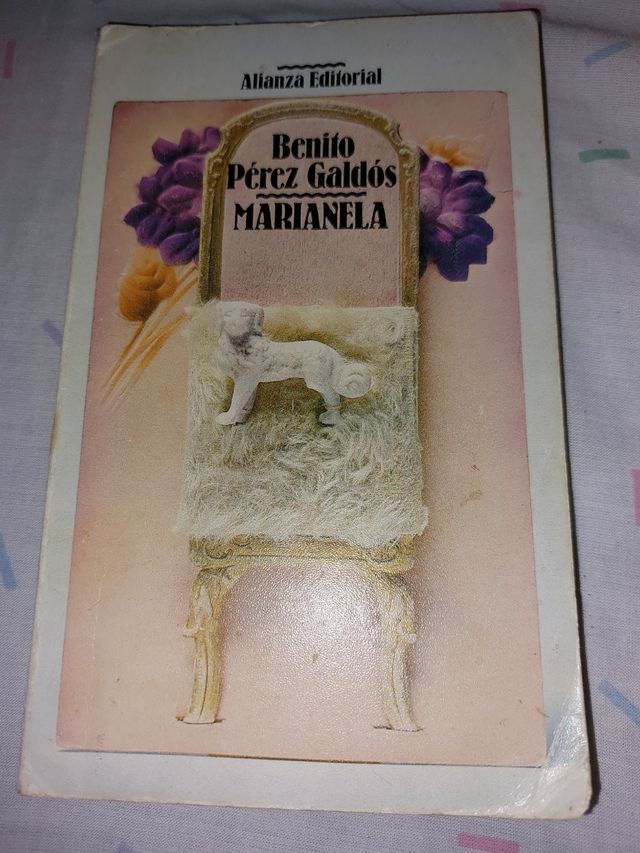 Alianza Editorial
Benito
Pérez Galdós
MARIANELA